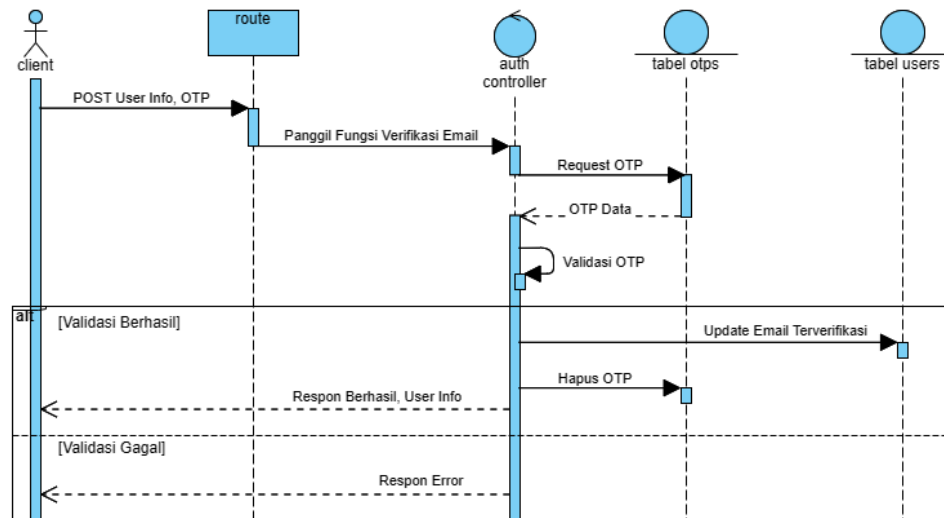 route
client
auth
controller
tabel otps
tabel users
POST User Info, OTP
Panggil Fungsi Verifikasi Email
Request OTP
OTP Data
Validasi OTP
alt
[Validasi Berhasil]
Update Email Terverifikasi
Hapus OTP
Respon Berhasil, User Info
[Validasi Gagal]
Respon Error